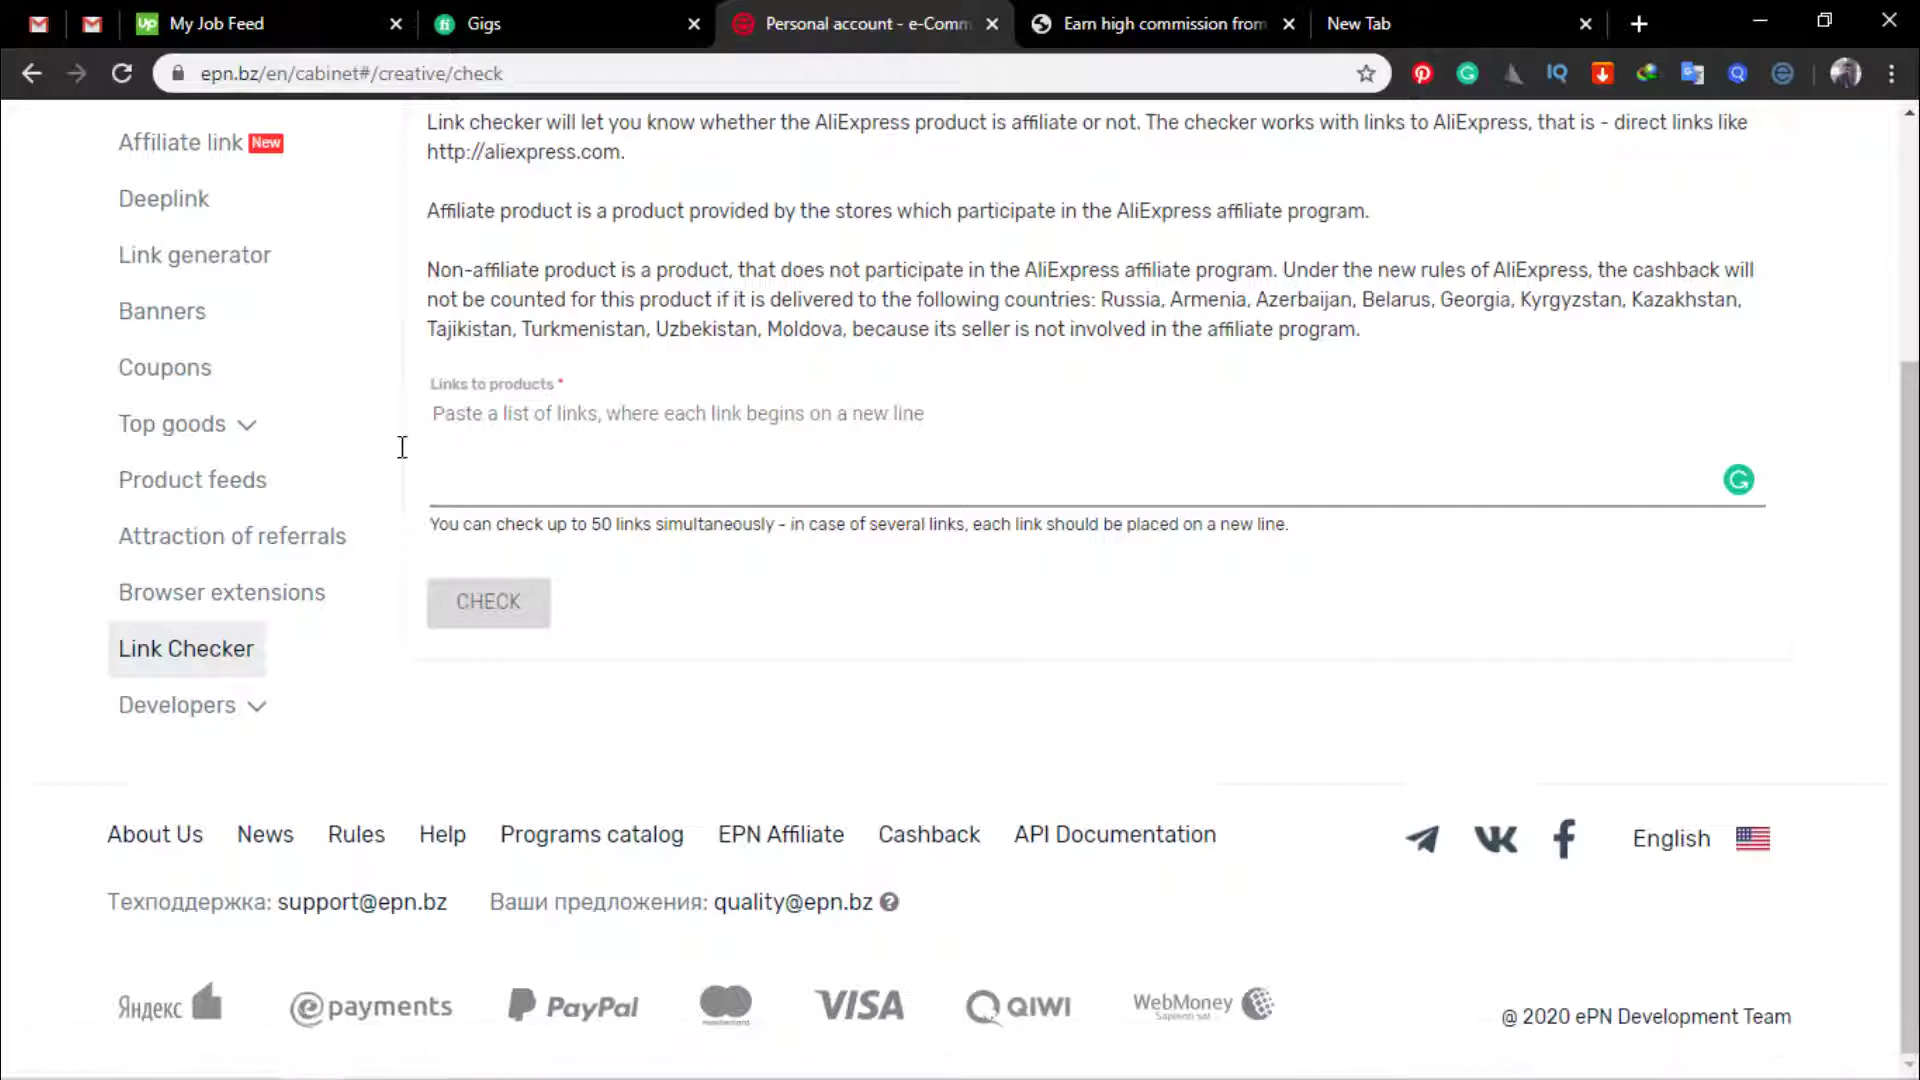 My Job Feed
Gigs
Personal account - e-Comm
Earn high commission from
New Tab
epn.bz/en/cabinet#/creative/check
Affiliate link New
Deeplink
Link generator
Banners
Coupons
Top goods
Product feeds
Attraction of referrals
Browser extensions
Link Checker
Developers
Link checker will let you know whether the AliExpress product is affiliate or not. The checker works with links to AliExpress, that is - direct links like
http://aliexpress.com.
Affiliate product is a product provided by the stores which participate in the AliExpress affiliate program.
Non-affiliate product is a product, that does not participate in the AliExpress affiliate program. Under the new rules of AliExpress, the cashback will
not be counted for this product if it is delivered to the following countries: Russia, Armenia, Azerbaijan, Belarus, Georgia, Kyrgyzstan, Kazakhstan,
Tajikistan, Turkmenistan, Uzbekistan, Moldova, because its seller is not involved in the affiliate program.
Links to products *
Paste a list of links, where each link begins on a new line
You can check up to 50 links simultaneously - in case of several links, each link should be placed on a new line.
CHECK
About Us News Rules Help Programs catalog EPN Affiliate Cashback API Documentation
English
Техподдержка: support@epn.bz Ваши предложения: quality@epn.bz
Яндекс payments PayPal mastercard VISA QIWI WebMoney
@ 2020 ePN Development Team